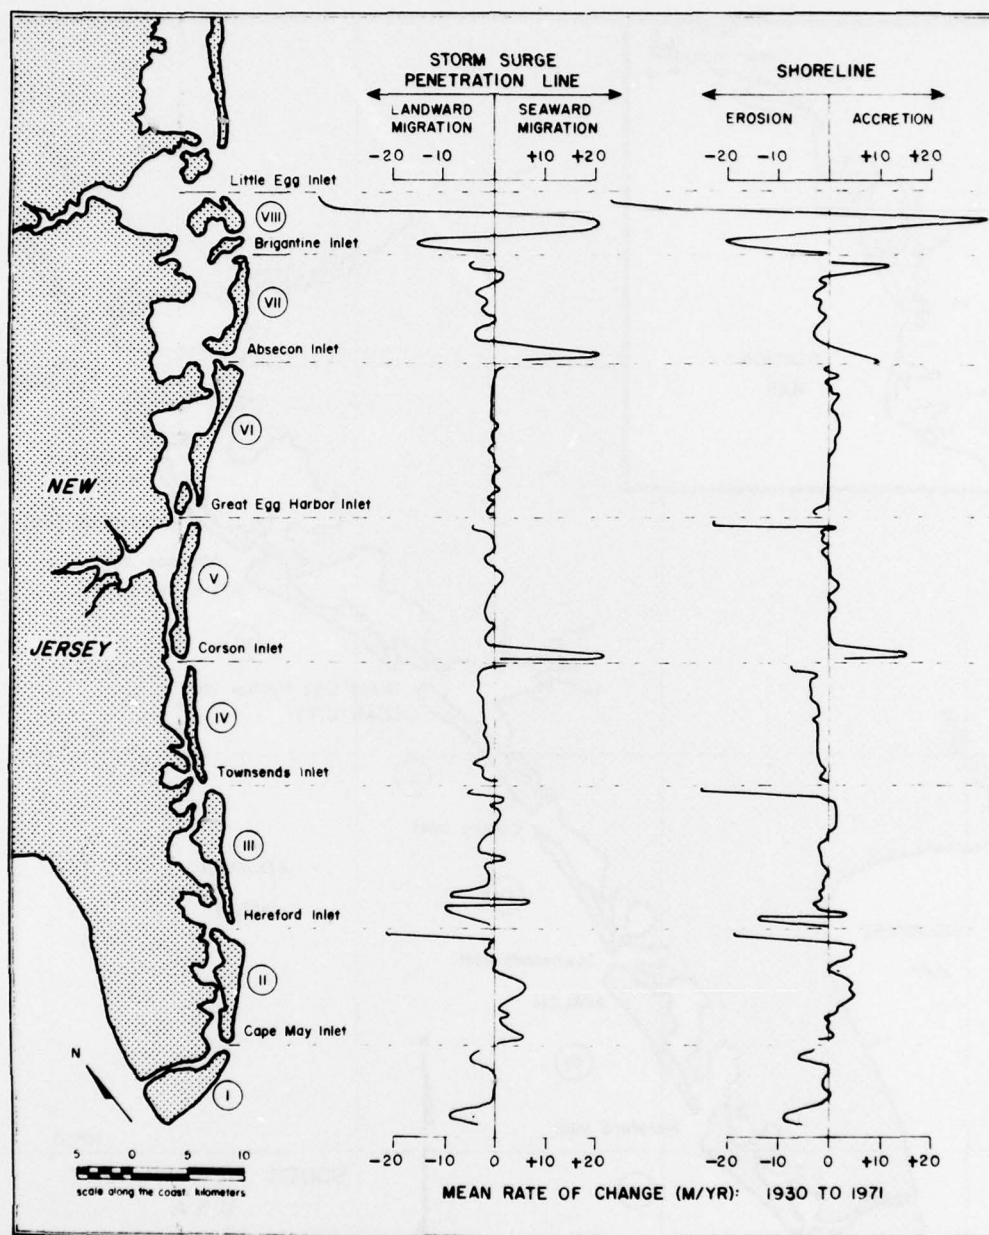 STORM SURGE
PENETRATION LINE
LANDWARD MIGRATION
SEAWARD MIGRATION
-20 -10 0 +10 +20
SHORELINE
EROSION
ACCRETION
-20 -10 0 +10 +20
Little Egg Inlet
VIII
Brigantine Inlet
VII
Absecon Inlet
VI
NEW
Great Egg Harbor Inlet
V
JERSEY
Corson Inlet
IV
Townsends Inlet
III
Hereford Inlet
II
Cape May Inlet
N
I
5 0 5 10
scale along the coast: kilometers
-20 -10 0 +10 +20
-20 -10 0 +10 +20
MEAN RATE OF CHANGE (M/YR): 1930 TO 1971